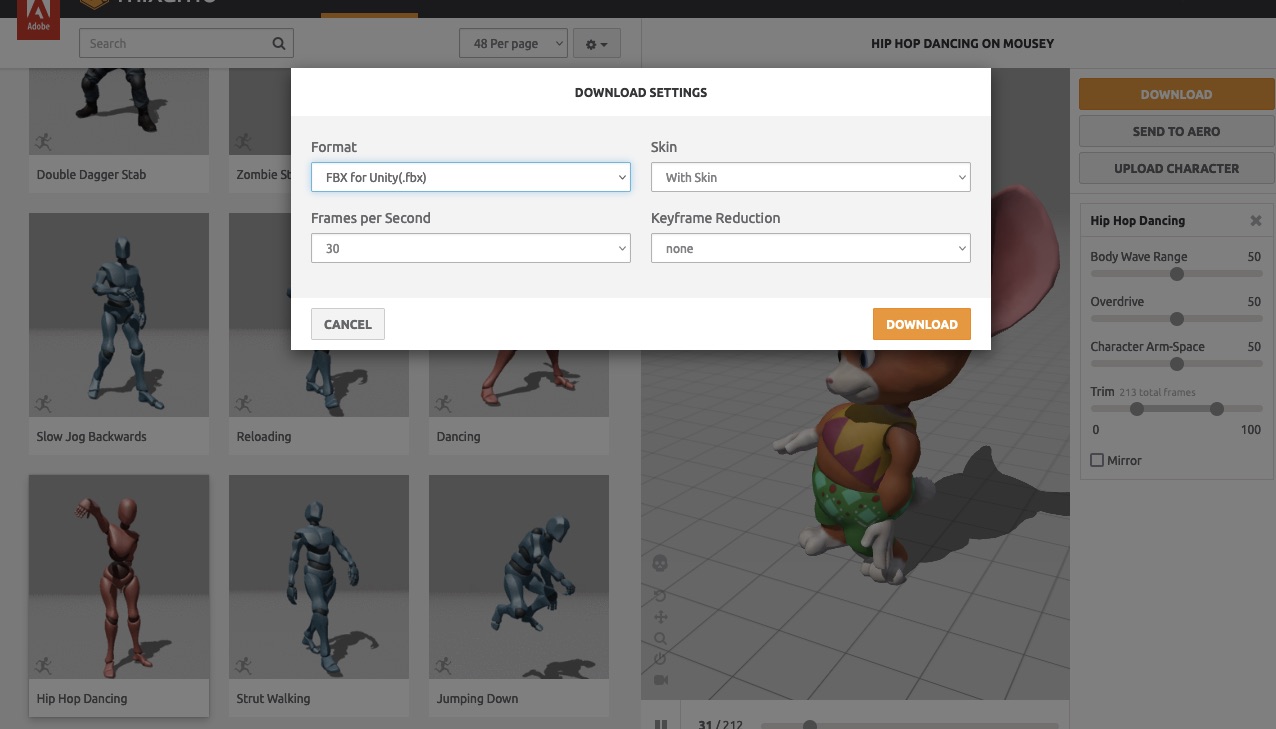 Adobe
Search
48 Per page
HIP HOP DANCING ON MOUSEY
DOWNLOAD SETTINGS
Format
Skin
FBX for Unity(.fbx)
With Skin
Frames per Second
Keyframe Reduction
30
none
CANCEL
DOWNLOAD
DOWNLOAD
SEND TO AERO
UPLOAD CHARACTER
Hip Hop Dancing
Body Wave Range 50
Overdrive 50
Character Arm-Space 50
Trim 213 total frames
0 100
Mirror
Double Dagger Stab
Zombie St
Slow Jog Backwards
Reloading
Dancing
Hip Hop Dancing
Strut Walking
Jumping Down
31 / 212